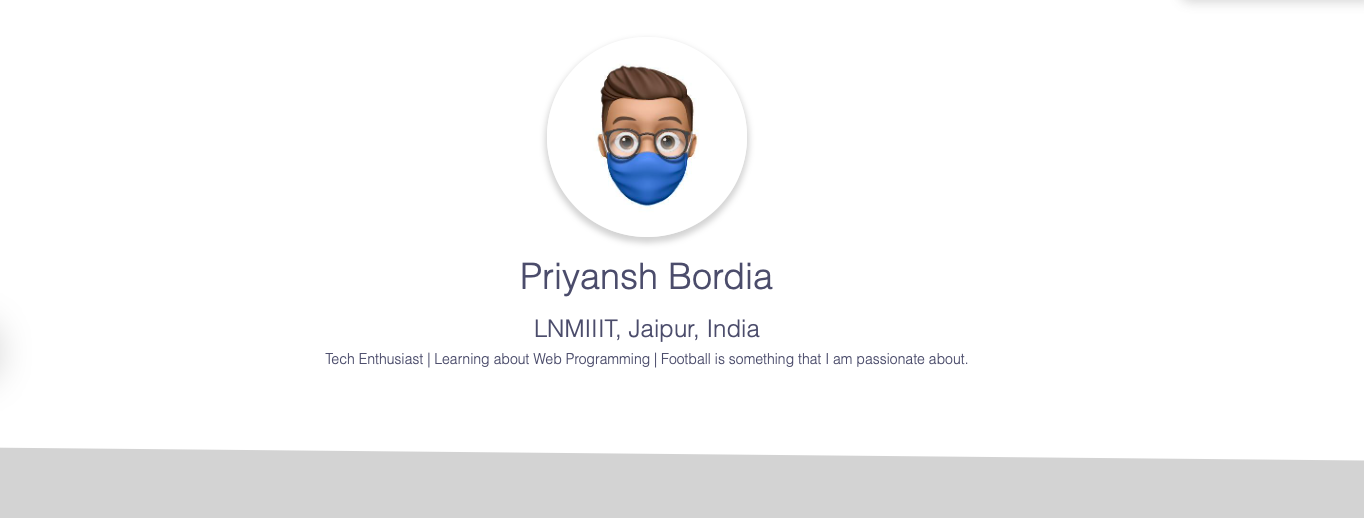 Priyansh Bordia
LNMIIIT, Jaipur, India
Tech Enthusiast | Learning about Web Programming | Football is something that I am passionate about.